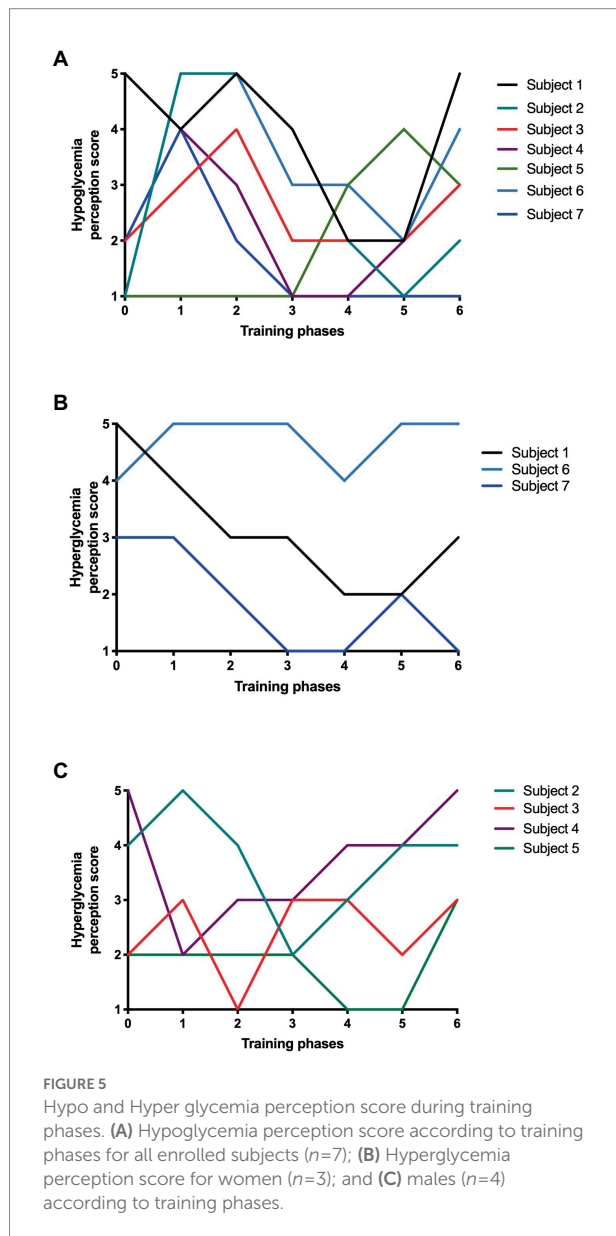 A
Hypoglycemia
perception score
5
4
3
2
1
0 1 2 3 4 5 6
Training phases
Subject 1
Subject 2
Subject 3
Subject 4
Subject 5
Subject 6
Subject 7
B
Hyperglycemia
perception score
5
4
3
2
1
0 1 2 3 4 5 6
Training phases
Subject 1
Subject 6
Subject 7
C
Hyperglycemia
perception score
5
4
3
2
1
0 1 2 3 4 5 6
Training phases
Subject 2
Subject 3
Subject 4
Subject 5
FIGURE 5
Hypo and Hyper glycemia perception score during training
phases. (A) Hypoglycemia perception score according to training
phases for all enrolled subjects (n=7); (B) Hyperglycemia
perception score for women (n=3); and (C) males (n=4)
according to training phases.